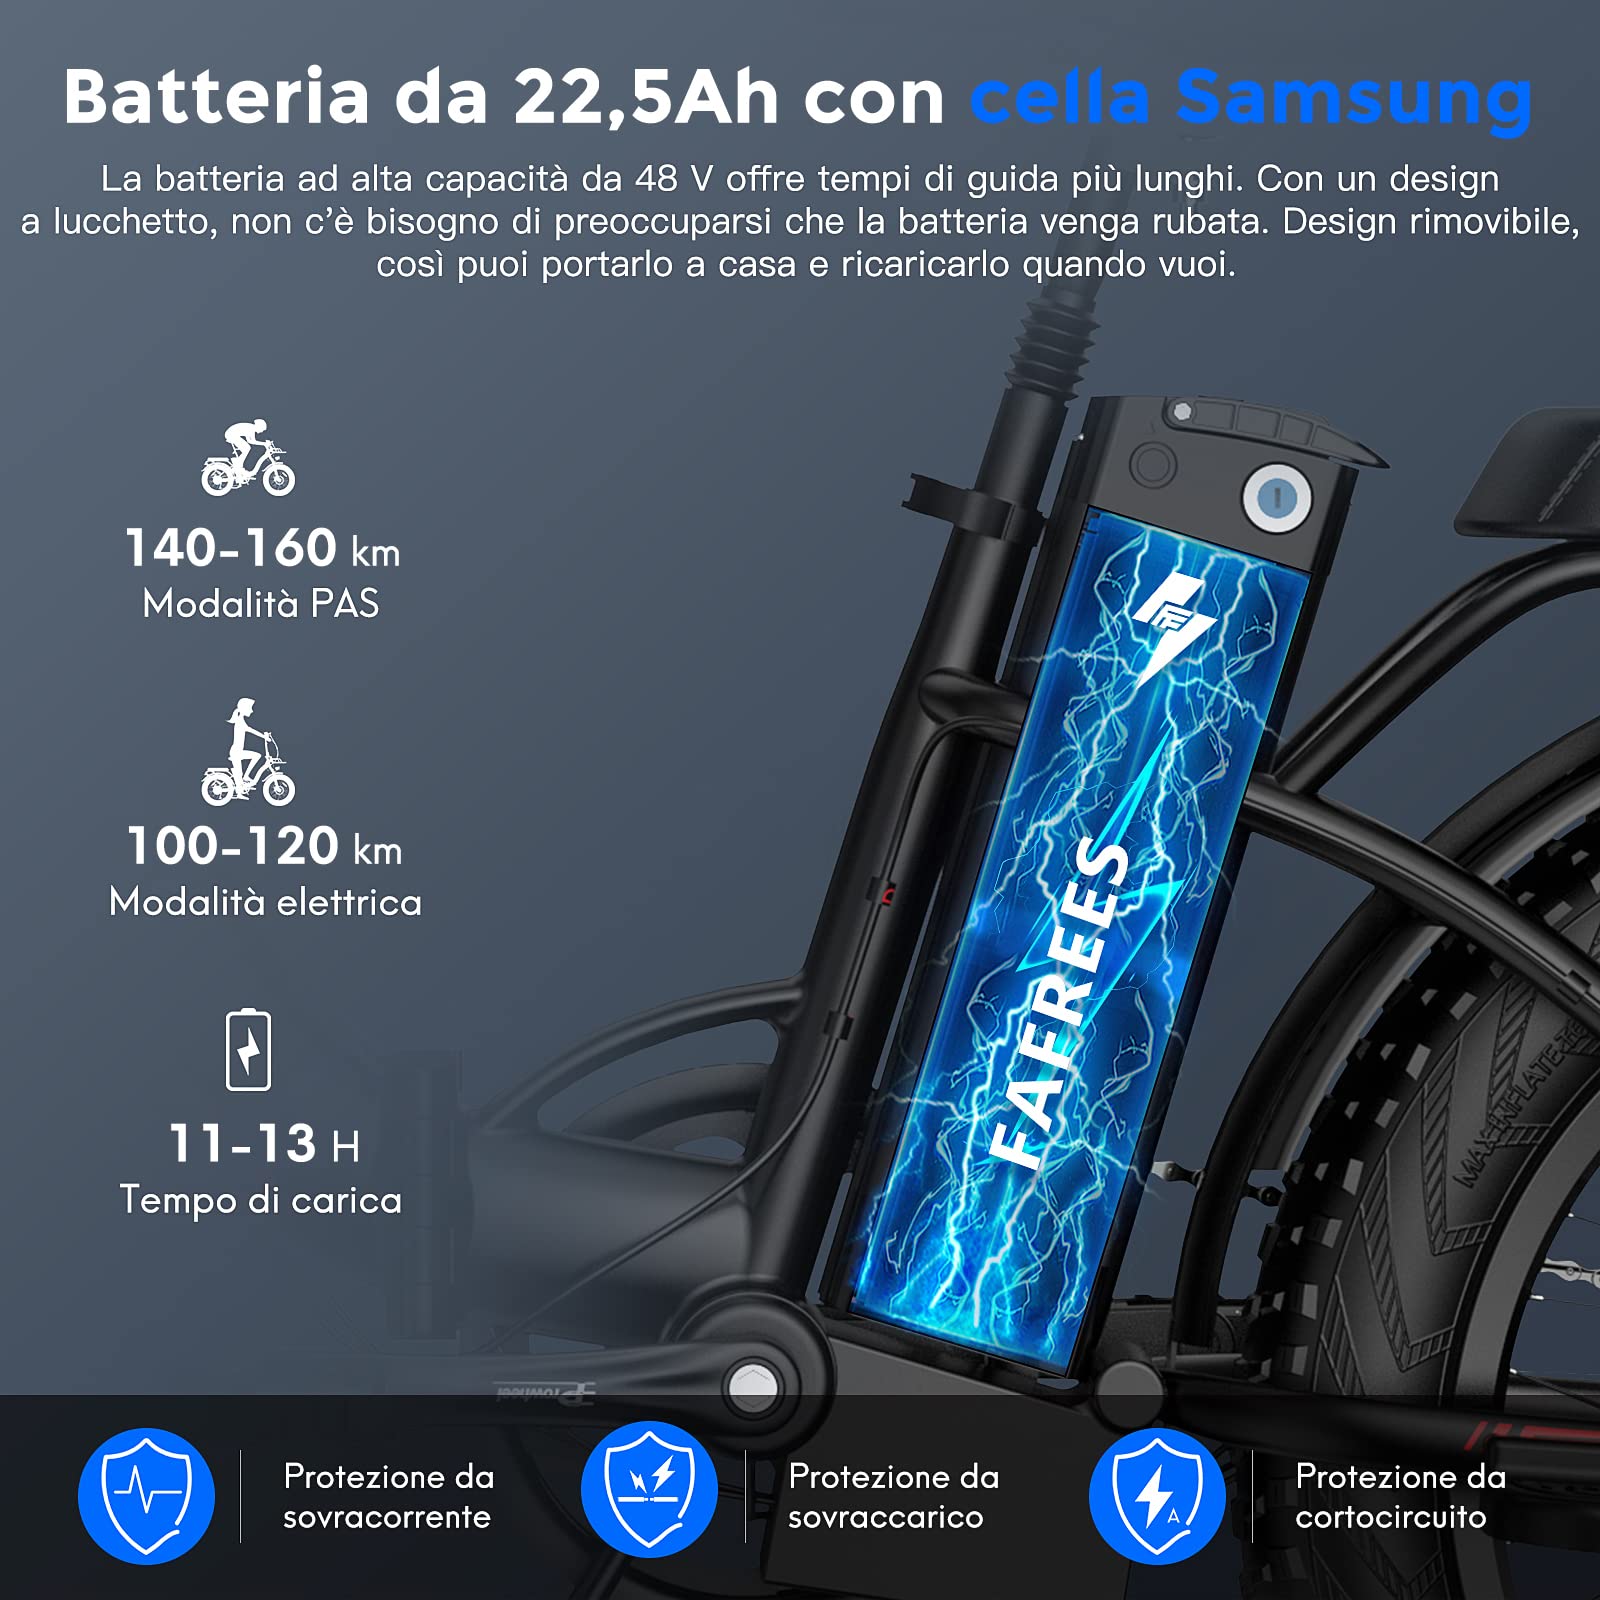 Batteria da 22,5Ah con cella Samsung
La batteria ad alta capacità da 48 V offre tempi di guida più lunghi. Con un design
a lucchetto, non c’è bisogno di preoccuparsi che la batteria venga rubata. Design rimovibile,
così puoi portarlo a casa e ricaricarlo quando vuoi.
140-160 km
Modalità PAS
100-120 km
Modalità elettrica
11-13 H
Tempo di carica
FAFREES
Prowheel
Protezione da
sovracorrente
Protezione da
sovraccarico
A
Protezione da
cortocircuito